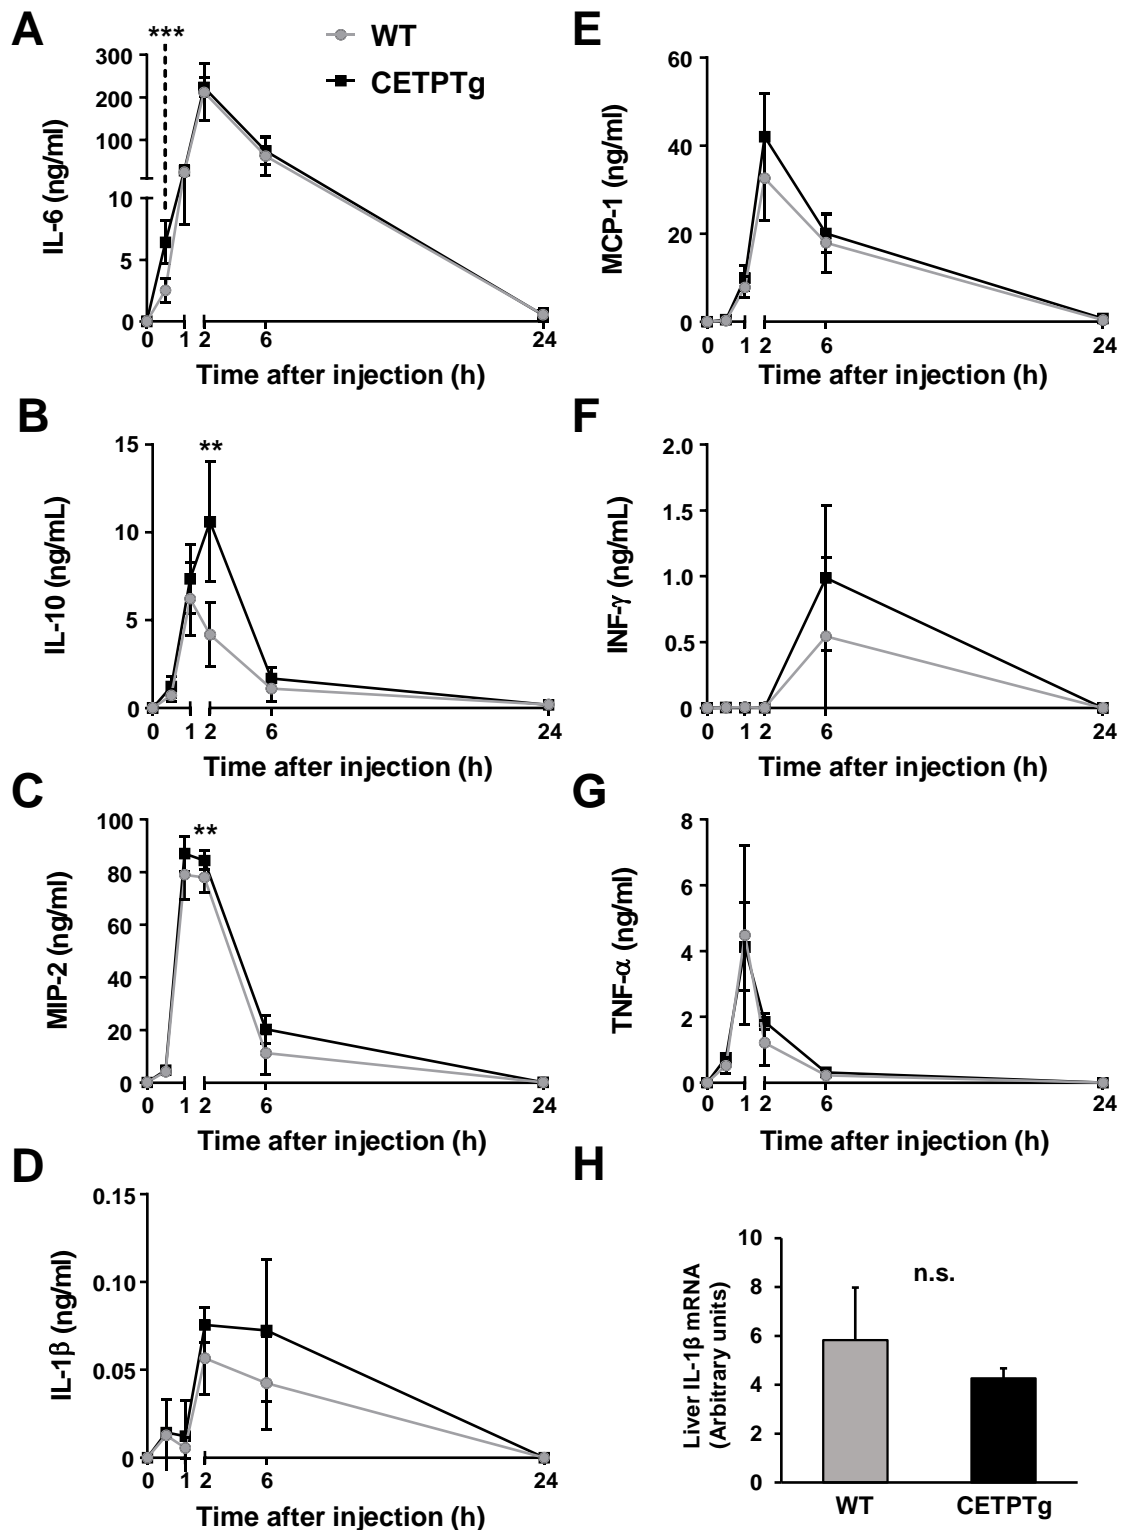 A
***
WT
CETPTg
300
200
100
10
5
0
IL-6 (ng/ml)
0 1 2 6 24
Time after injection (h)
E
60
40
20
0
MCP-1 (ng/ml)
0 1 2 6 24
Time after injection (h)
B
**
15
10
5
0
IL-10 (ng/mL)
0 1 2 6 24
Time after injection (h)
F
2.0
1.5
1.0
0.5
0
INF-γ (ng/mL)
0 1 2 6 24
Time after injection (h)
C
**
100
80
60
40
20
0
MIP-2 (ng/ml)
0 1 2 6 24
Time after injection (h)
G
8
6
4
2
0
TNF-α (ng/ml)
0 1 2 6 24
Time after injection (h)
D
0.15
0.10
0.05
0
IL-1β (ng/ml)
0 1 2 6 24
Time after injection (h)
H
10
8
6
4
2
0
Liver IL-1β mRNA
(Arbitrary units)
n.s.
WT CETPTg